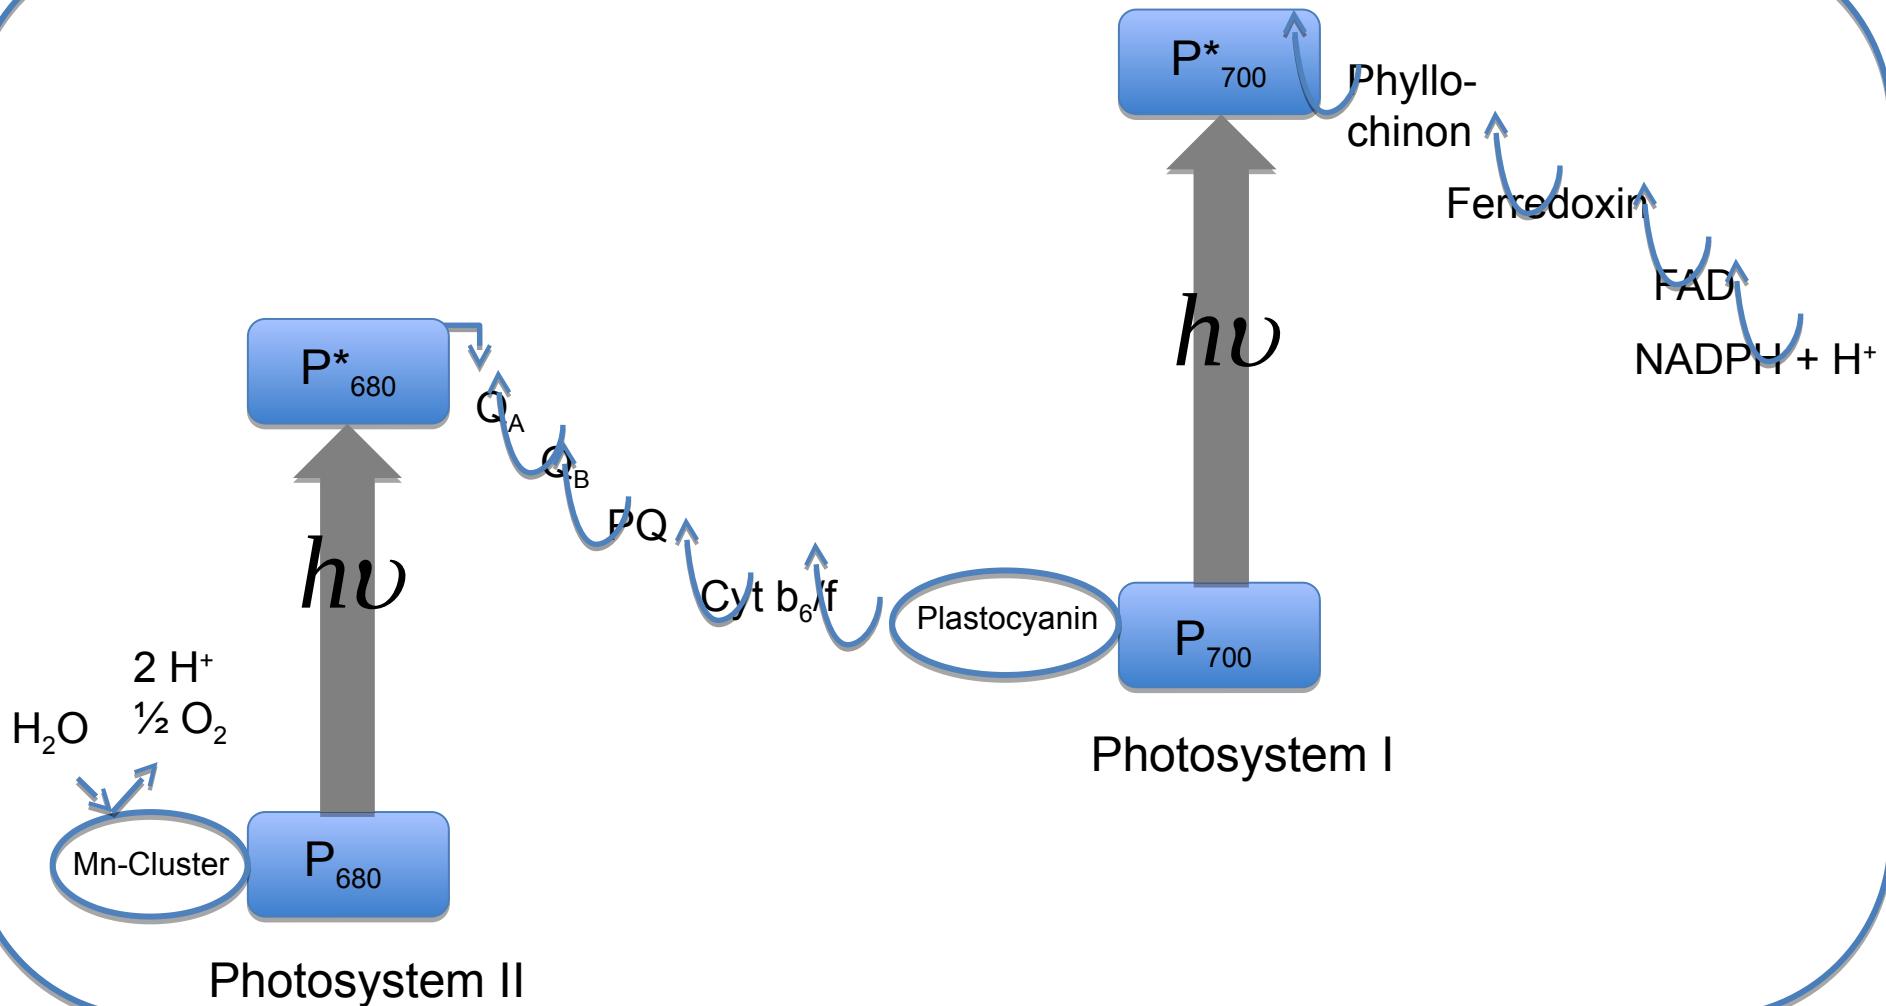 P*700
Phyllo-
chinon
Ferredoxin
FAD
NADPH + H⁺
hυ
P*680
QA
QB
PQ
Cyt b₆/f
Plastocyanin
P700
Photosystem I
hυ
2 H⁺
½ O₂
H₂O
Mn-Cluster
P680
Photosystem II